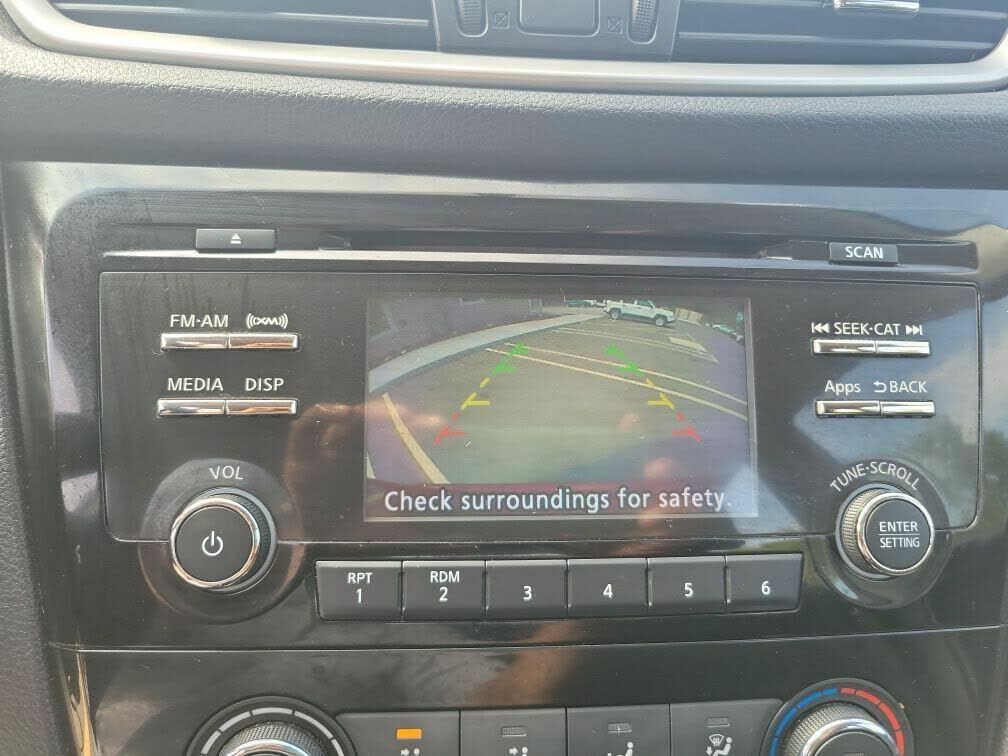 SCAN
FM·AM ((XM))
SEEK·CAT
MEDIA DISP
Apps BACK
VOL
TUNE·SCROLL
Check surroundings for safety.
ENTER
SETTING
RPT
1
RDM
2
3
4
5
6